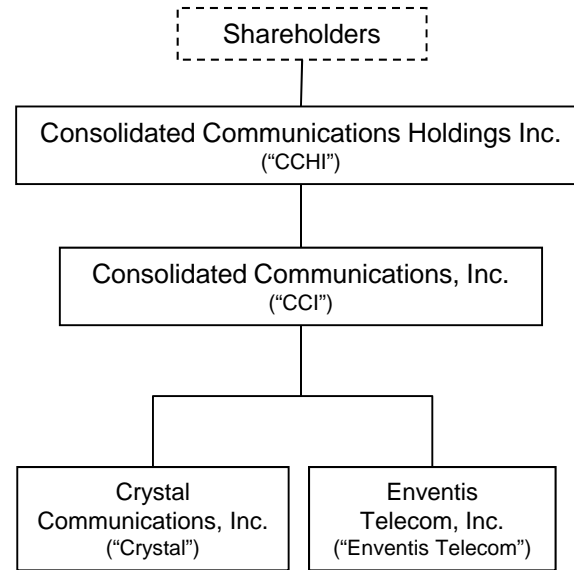 Shareholders
Consolidated Communications Holdings Inc.
(“CCHI”)
Consolidated Communications, Inc.
(“CCI”)
Crystal
Communications, Inc.
(“Crystal”)
Enventis
Telecom, Inc.
(“Enventis Telecom”)